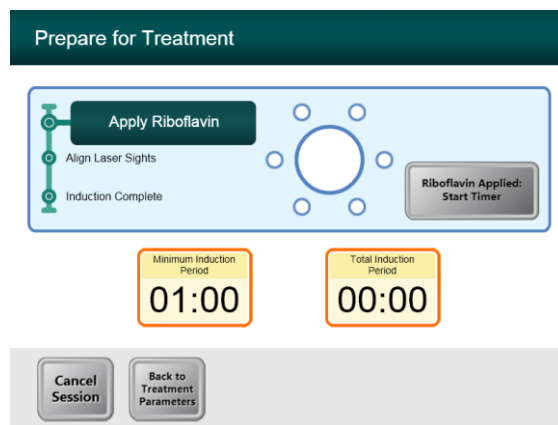 Prepare for Treatment
Apply Riboflavin
Align Laser Sights
Induction Complete
Riboflavin Applied:
Start Timer
Minimum Induction
Period
01:00
Total Induction
Period
00:00
Cancel
Session
Back to
Treatment
Parameters